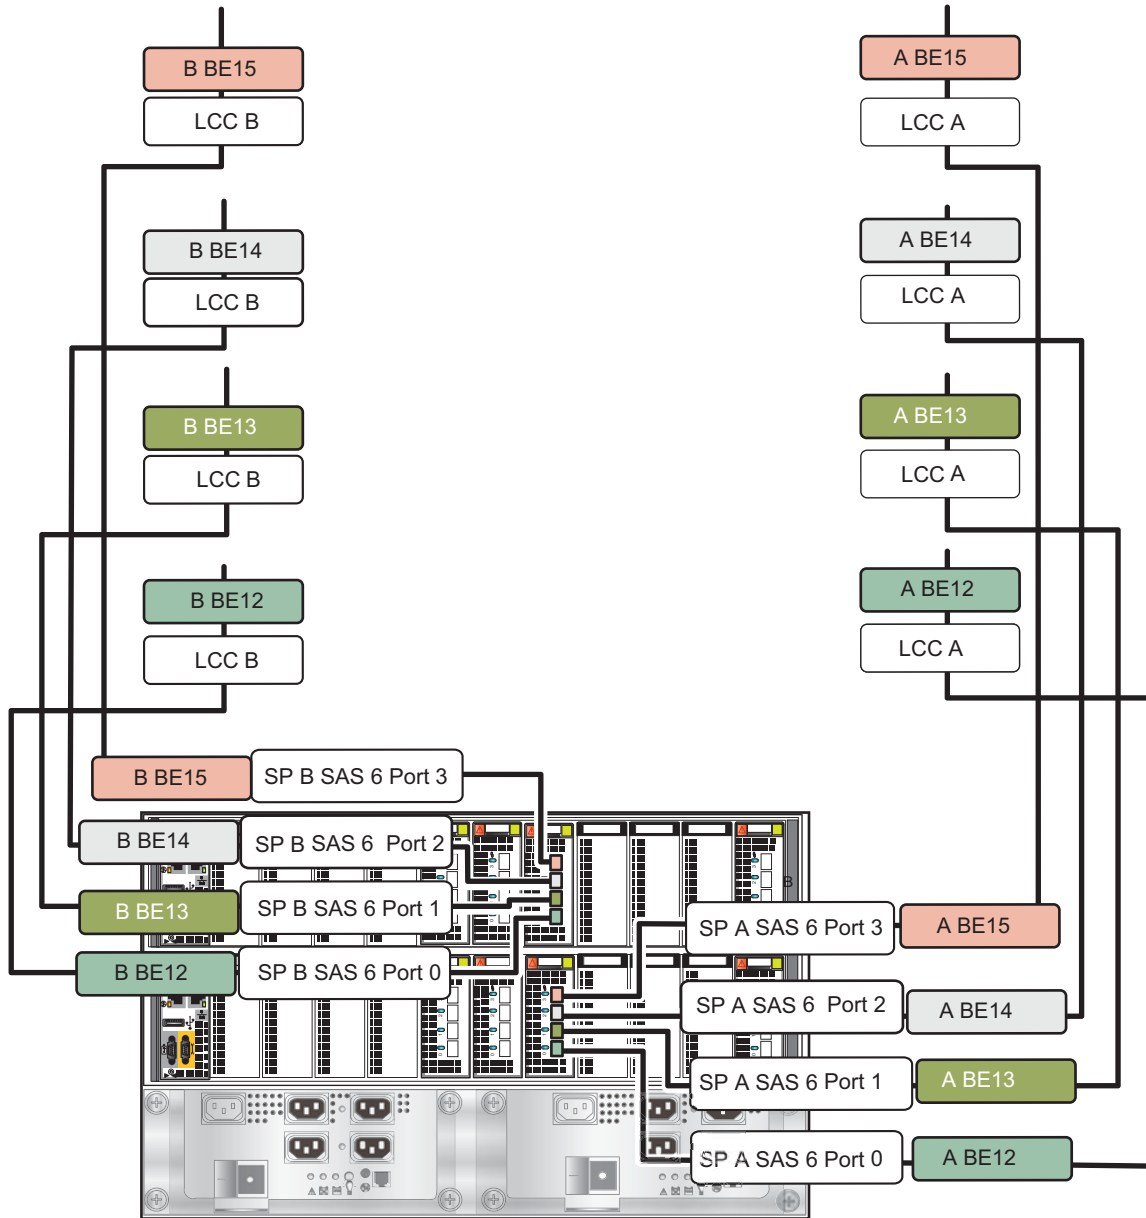 B BE15
LCC B
A BE15
LCC A
B BE14
LCC B
A BE14
LCC A
B BE13
LCC B
A BE13
LCC A
B BE12
LCC B
A BE12
LCC A
B BE15
SP B SAS 6 Port 3
B BE14
SP B SAS 6 Port 2
B
B BE13
SP B SAS 6 Port 1
SP A SAS 6 Port 3
A BE15
B BE12
SP B SAS 6 Port 0
SP A SAS 6 Port 2
A BE14
SP A SAS 6 Port 1
A BE13
SP A SAS 6 Port 0
A BE12